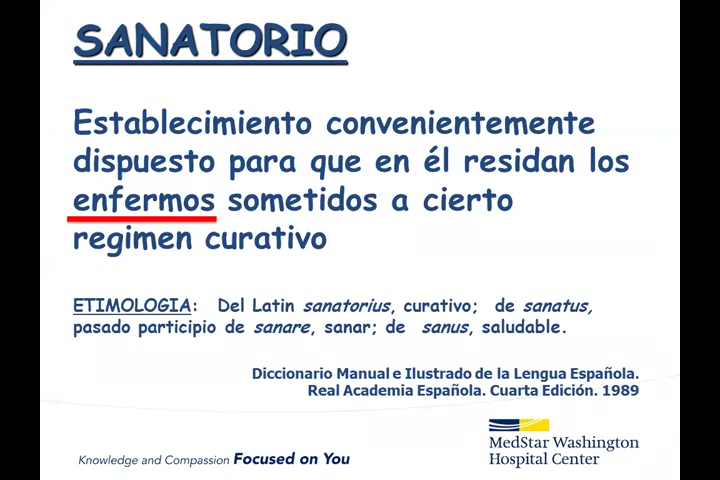 SANATORIO
Establecimiento convenientemente
dispuesto para que en él residan los
enfermos sometidos a cierto
regimen curativo
ETIMOLOGIA: Del Latin sanatorius, curativo; de sanatus,
pasado participio de sanare, sanar; de sanus, saludable.
Diccionario Manual e Ilustrado de la Lengua Española.
Real Academia Española. Cuarta Edición. 1989
Knowledge and Compassion Focused on You
MedStar Washington
Hospital Center